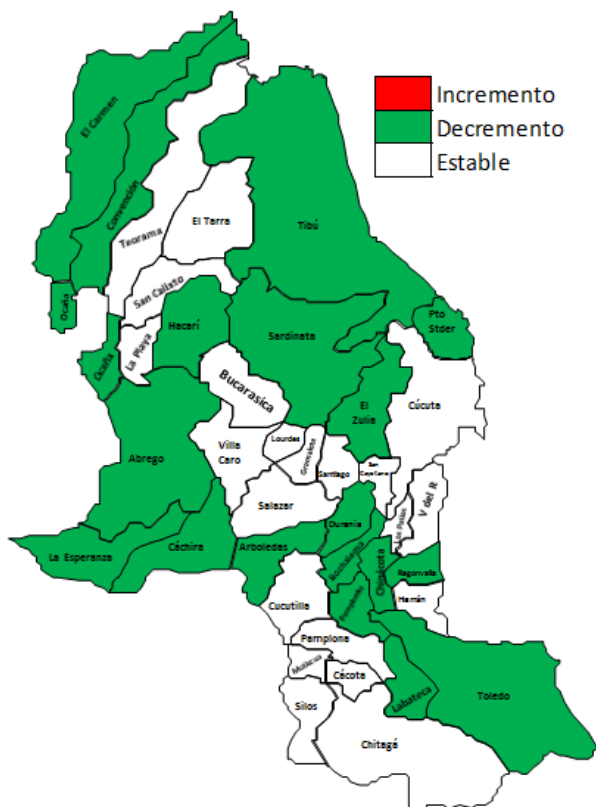 Incremento
Decremento
Estable
El Carmen
Convención
Teorama
El Tarra
Tibú
San Calixto
Ocaña
Hacarí
Sardinata
Pto
Stder
La Playa
Ocaña
Bucarasica
El
Zulia
Cúcuta
Abrego
Villa
Caro
Lourdes
Gramalote
Santiago
San
Cayetano
Salazar
Los Patios
V del R
Durania
La Esperanza
Cáchira
Arboledas
Bochalema
Chinácota
Ragonvalia
Pamplonita
Cucutilla
Pamplona
Mutiscua
Cácota
Silos
Labateca
Toledo
Chitagá